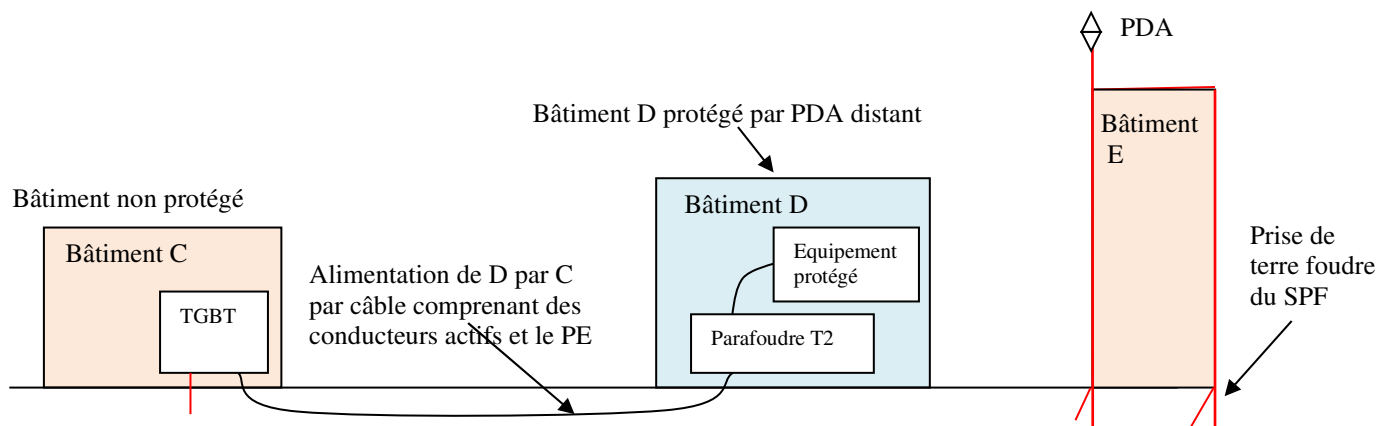 PDA
Bâtiment D protégé par PDA distant
Bâtiment
E
Bâtiment non protégé
Bâtiment C
TGBT
Alimentation de D par C
par câble comprenant des
conducteurs actifs et le PE
Bâtiment D
Equipement
protégé
Parafoudre T2
Prise de
terre foudre
du SPF